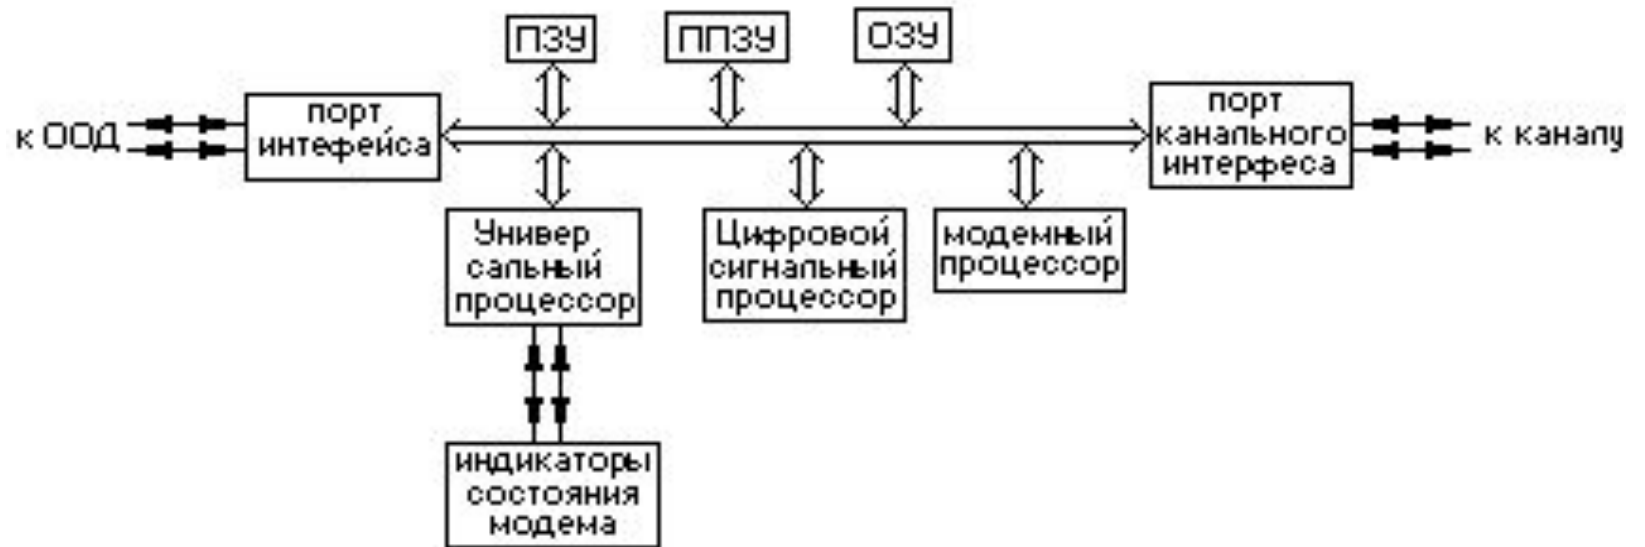 ПЗУ
ППЗУ
ОЗУ
к ООД
порт
интефейса
порт
канального
интерфеса
к каналу
Универ
сальный
процессор
Цифровой
сигнальный
процессор
модемный
процессор
индикаторы
состояния
модема